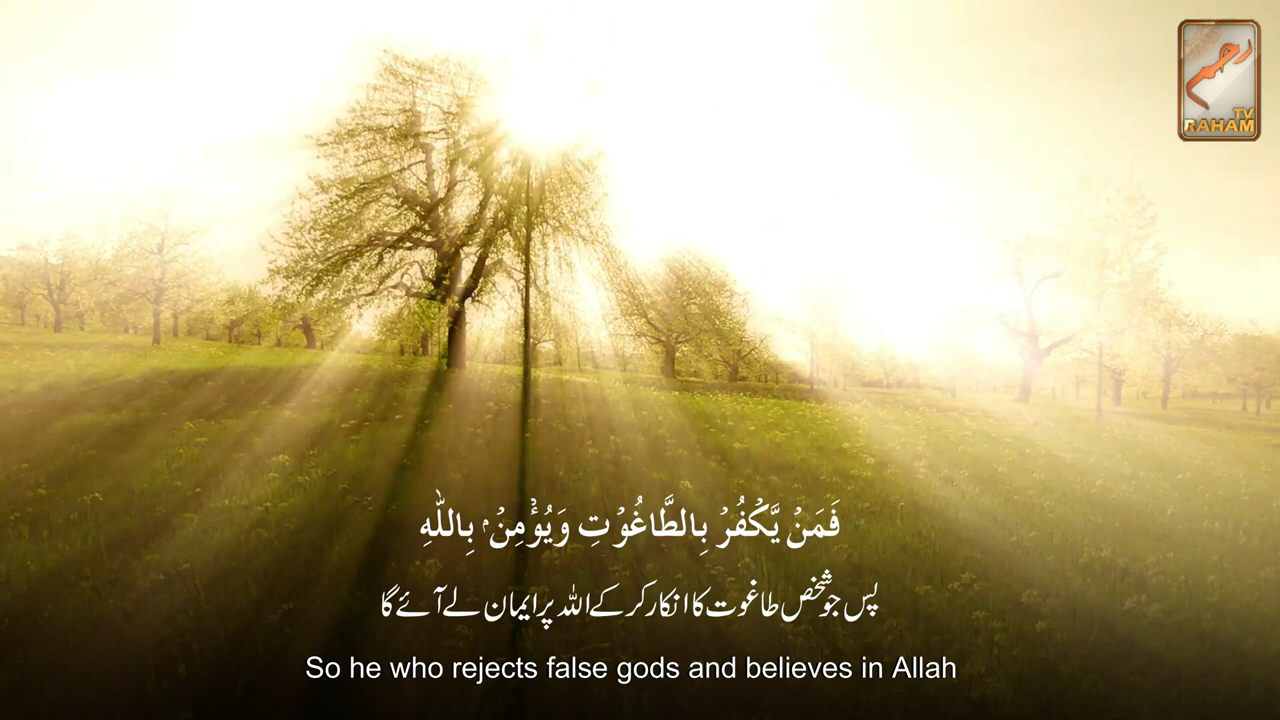 رحم
TV
RAHAM
فَمَنۡ یَّکۡفُرۡ بِالطَّاغُوۡتِ وَیُؤۡمِنۡۢ بِاللّٰہِ
پس جو شخص طاغوت کا انکار کر کے اللہ پر ایمان لے آئے گا
So he who rejects false gods and believes in Allah